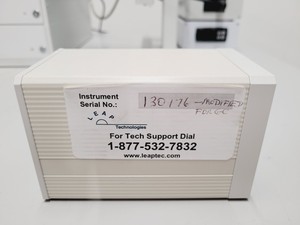 Instrument
Serial No.: 130176 - MODIFIED
LEAP
Technologies
For Tech Support Dial
1-877-532-7832
www.leaptec.com